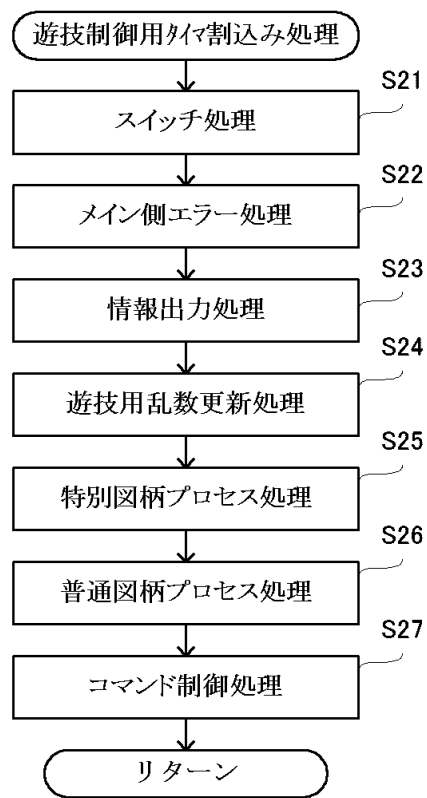 遊技制御用ﾀｲﾏ割込み処理
S21
スイッチ処理
S22
メイン側エラー処理
S23
情報出力処理
S24
遊技用乱数更新処理
S25
特別図柄プロセス処理
S26
普通図柄プロセス処理
S27
コマンド制御処理
リターン